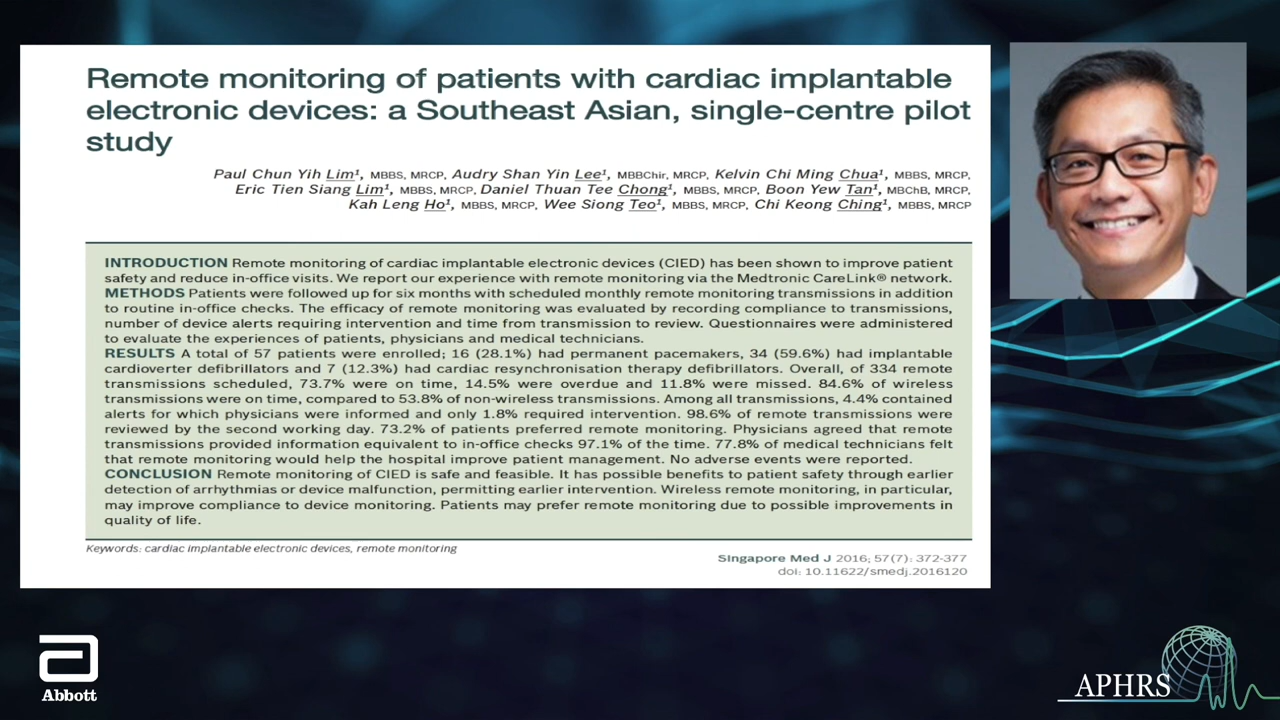 Remote monitoring of patients with cardiac implantable
electronic devices: a Southeast Asian, single-centre pilot
study
Paul Chun Yih Lim¹, MBBS, MRCP, Audry Shan Yin Lee¹, MBBChir, MRCP, Kelvin Chi Ming Chua¹, MBBS, MRCP,
Eric Tien Siang Lim¹, MBBS, MRCP, Daniel Thuan Tee Chong¹, MBBS, MRCP, Boon Yew Tan¹, MBChB, MRCP,
Kah Leng Ho¹, MBBS, MRCP, Wee Siong Teo¹, MBBS, MRCP, Chi Keong Ching¹, MBBS, MRCP
INTRODUCTION Remote monitoring of cardiac implantable electronic devices (CIED) has been shown to improve patient
safety and reduce in-office visits. We report our experience with remote monitoring via the Medtronic CareLink® network.
METHODS Patients were followed up for six months with scheduled monthly remote monitoring transmissions in addition
to routine in-office checks. The efficacy of remote monitoring was evaluated by recording compliance to transmissions,
number of device alerts requiring intervention and time from transmission to review. Questionnaires were administered
to evaluate the experiences of patients, physicians and medical technicians.
RESULTS A total of 57 patients were enrolled; 16 (28.1%) had permanent pacemakers, 34 (59.6%) had implantable
cardioverter defibrillators and 7 (12.3%) had cardiac resynchronisation therapy defibrillators. Overall, of 334 remote
transmissions scheduled, 73.7% were on time, 14.5% were overdue and 11.8% were missed. 84.6% of wireless
transmissions were on time, compared to 53.8% of non-wireless transmissions. Among all transmissions, 4.4% contained
alerts for which physicians were informed and only 1.8% required intervention. 98.6% of remote transmissions were
reviewed by the second working day. 73.2% of patients preferred remote monitoring. Physicians agreed that remote
transmissions provided information equivalent to in-office checks 97.1% of the time. 77.8% of medical technicians felt
that remote monitoring would help the hospital improve patient management. No adverse events were reported.
CONCLUSION Remote monitoring of CIED is safe and feasible. It has possible benefits to patient safety through earlier
detection of arrhythmias or device malfunction, permitting earlier intervention. Wireless remote monitoring, in particular,
may improve compliance to device monitoring. Patients may prefer remote monitoring due to possible improvements in
quality of life.
Keywords: cardiac implantable electronic devices, remote monitoring
Singapore Med J 2016; 57(7): 372-377
doi: 10.11622/smedj.2016120
Abbott
APHRS